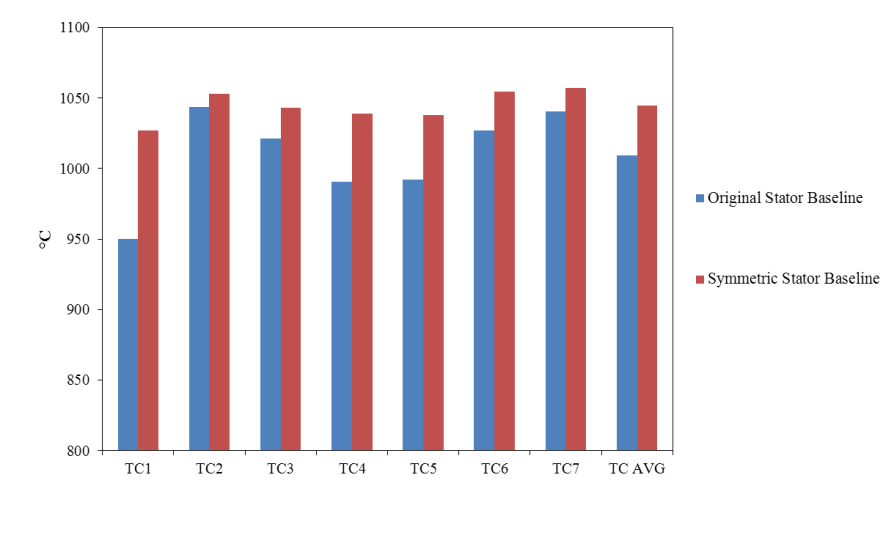 1100
1050
1000
950
900
850
800
°C
TC1 TC2 TC3 TC4 TC5 TC6 TC7 TC AVG
Original Stator Baseline
Symmetric Stator Baseline